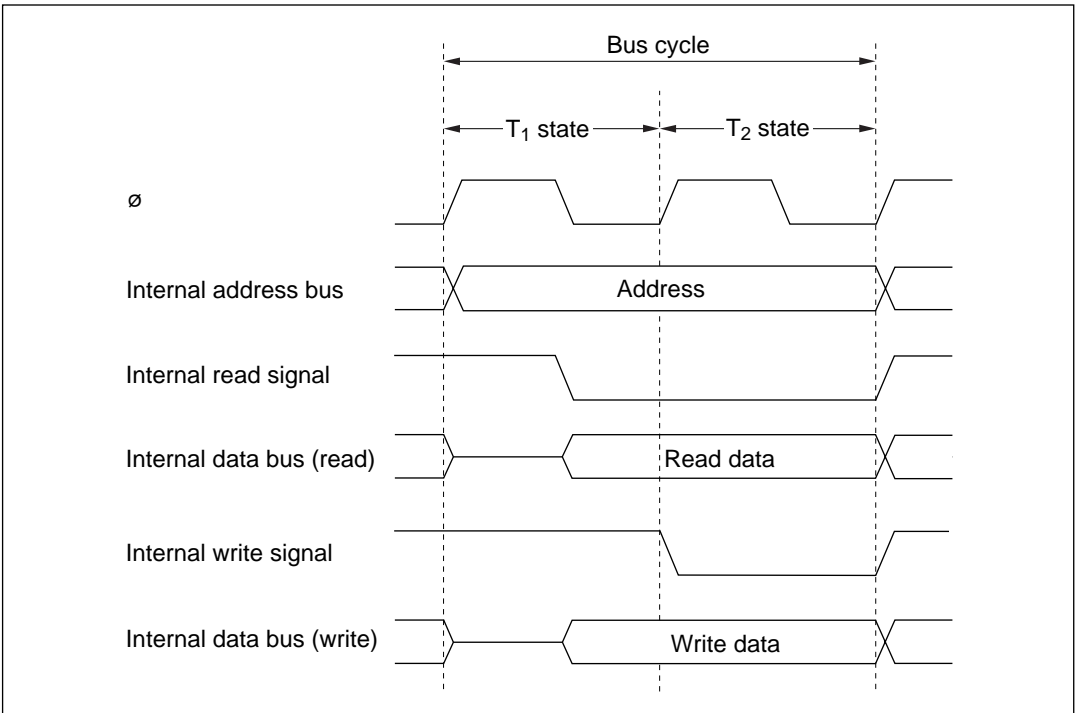 Bus cycle
T₁ state T₂ state
ø
Internal address bus Address
Internal read signal
Internal data bus (read) Read data
Internal write signal
Internal data bus (write) Write data